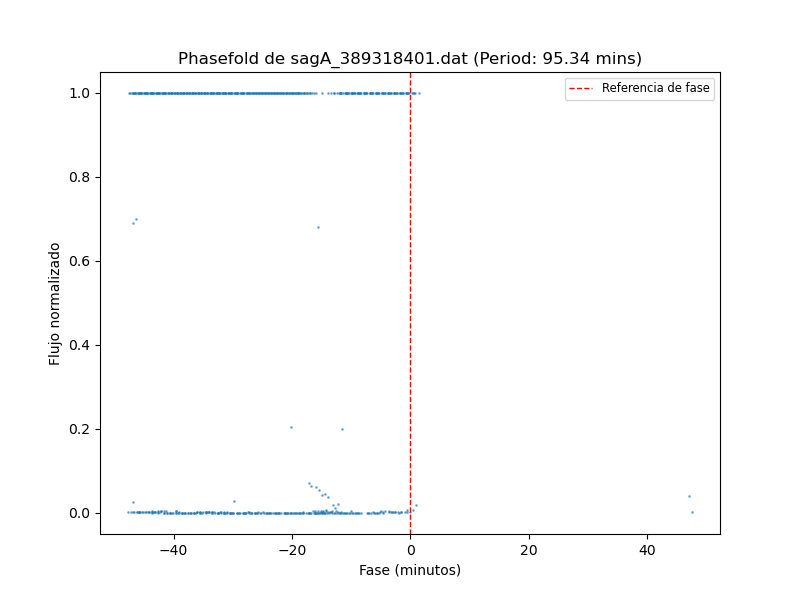 Phasefold de sagA_389318401.dat (Period: 95.34 mins)
Referencia de fase
Flujo normalizado
1.0
0.8
0.6
0.4
0.2
0.0
−40 −20 0 20 40
Fase (minutos)